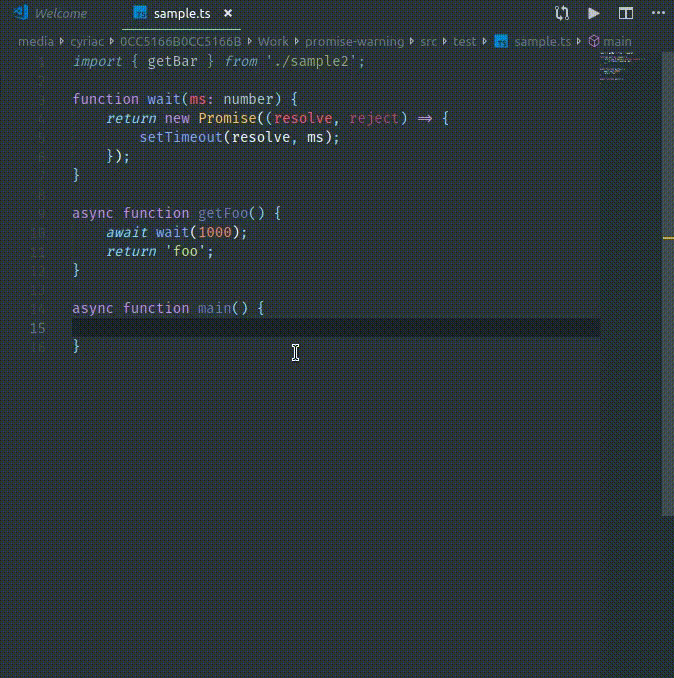 Welcome
sample.ts
media cyriac 0CC5166B0CC5166B Work promise-warning src test sample.ts main
1 import { getBar } from './sample2';
2
3 function wait(ms: number) {
4 return new Promise((resolve, reject) => {
5 setTimeout(resolve, ms);
6 });
7 }
8
9 async function getFoo() {
10 await wait(1000);
11 return 'foo';
12 }
13
14 async function main() {
15
16 }